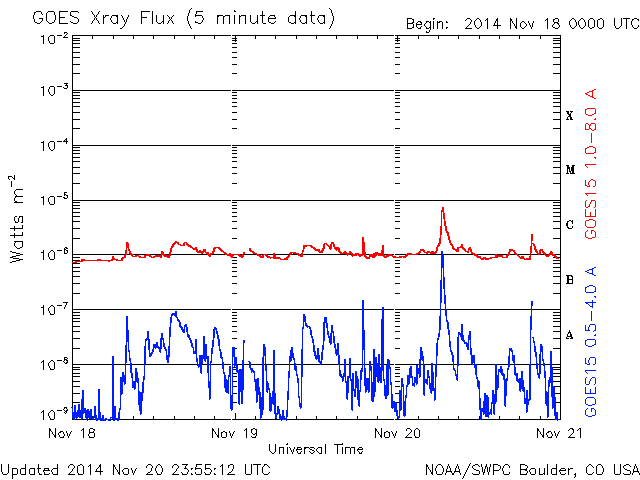 GOES Xray Flux (5 minute data)
Begin: 2014 Nov 18 0000 UTC
10⁻²
10⁻³
10⁻⁴
10⁻⁵
10⁻⁶
10⁻⁷
10⁻⁸
10⁻⁹
Watts m⁻²
X
M
C
B
A
GOES15 1.0-8.0 A
GOES15 0.5-4.0 A
Nov 18
Nov 19
Nov 20
Nov 21
Universal Time
Updated 2014 Nov 20 23:55:12 UTC
NOAA/SWPC Boulder, CO USA